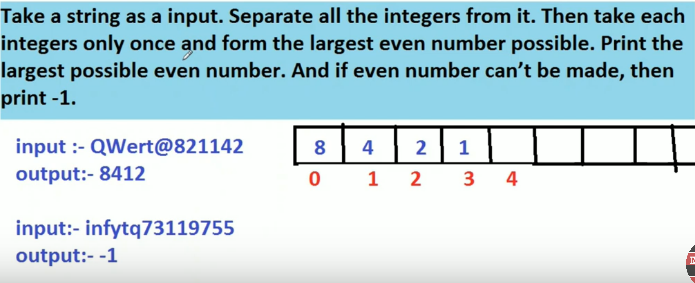 Take a string as a input. Separate all the integers from it. Then take each
integers only once and form the largest even number possible. Print the
largest possible even number. And if even number can't be made, then
print -1.
input :- QWert@821142
output:- 8412
8 4 2 1
0 1 2 3 4
input:- infytq73119755
output:- -1